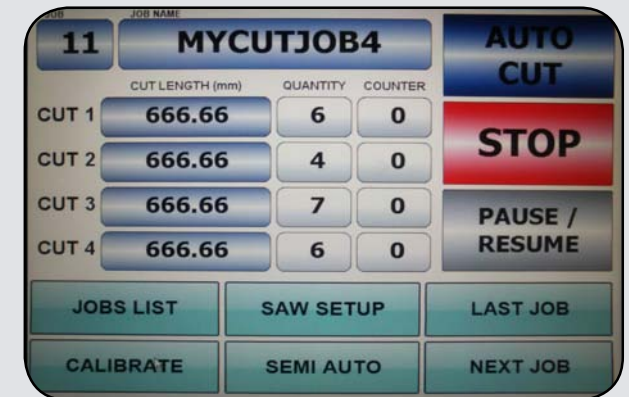 JOB JOB NAME
11 MYCUTJOB4
AUTO
CUT
CUT LENGTH (mm) QUANTITY COUNTER
CUT 1 666.66 6 0
CUT 2 666.66 4 0
CUT 3 666.66 7 0
CUT 4 666.66 6 0
STOP
PAUSE /
RESUME
JOBS LIST SAW SETUP LAST JOB
CALIBRATE SEMI AUTO NEXT JOB